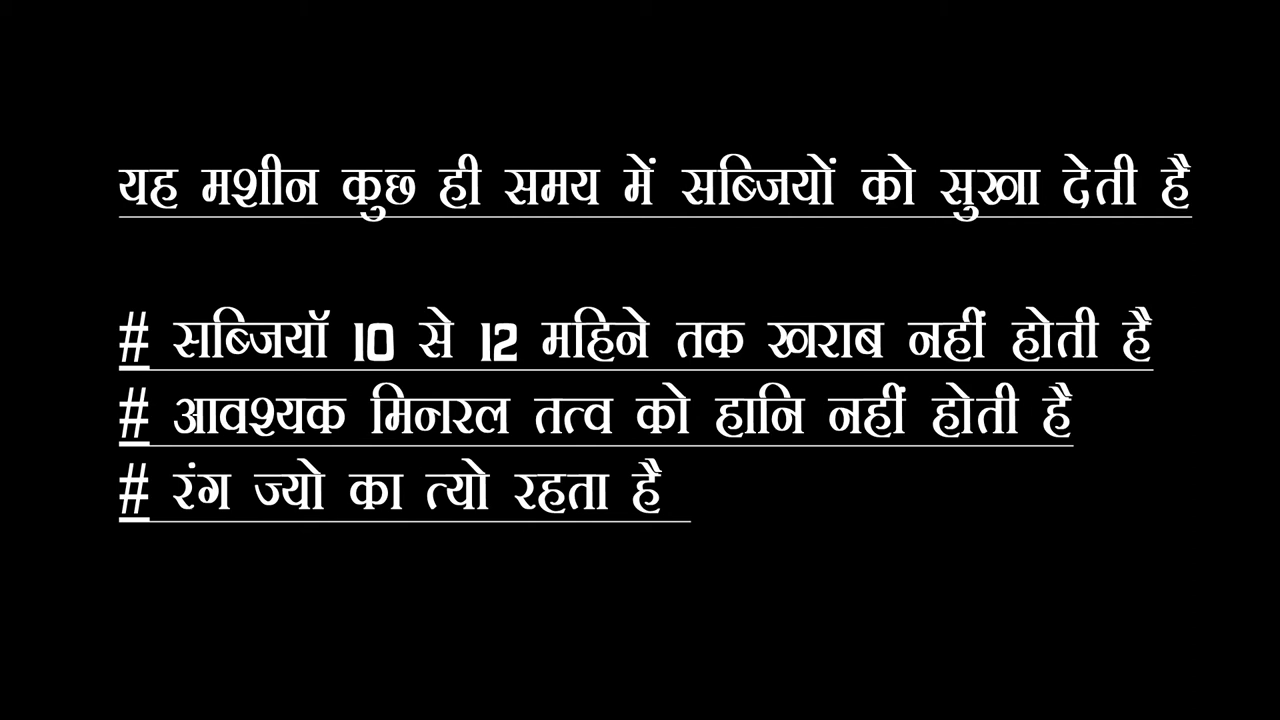 यह मशीन कुछ ही समय में सब्जियों को सुखा देती है
# सब्जियॉ 10 से 12 महिने तक खराब नहीं होती है
# आवश्यक मिनरल तत्व को हानि नहीं होती है
# रंग ज्यो का त्यो रहता है